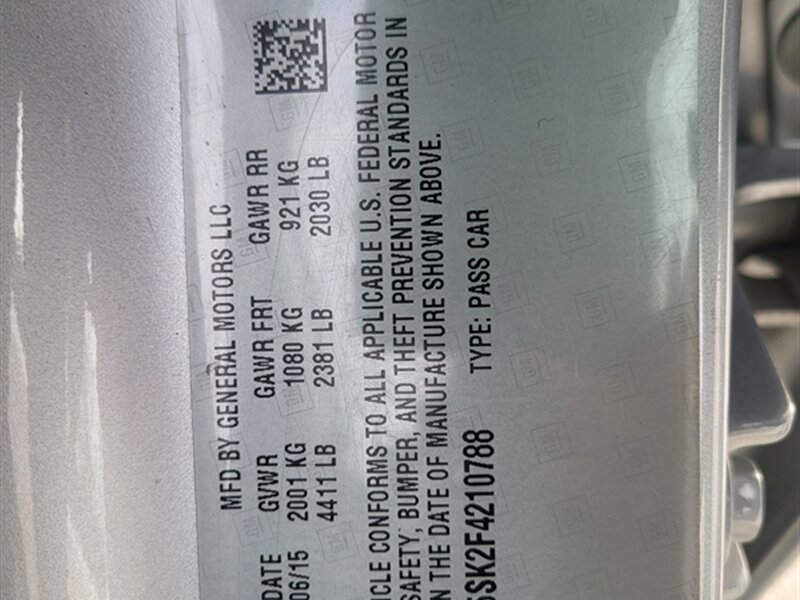 MFD BY GENERAL MOTORS LLC
DATE GVWR GAWR FRT GAWR RR
06/15 2001 KG 1080 KG 921 KG
4411 LB 2381 LB 2030 LB
ICLE CONFORMS TO ALL APPLICABLE U.S. FEDERAL MOTOR
SAFETY, BUMPER, AND THEFT PREVENTION STANDARDS IN
N THE DATE OF MANUFACTURE SHOWN ABOVE.
5SK2F4210788 TYPE: PASS CAR